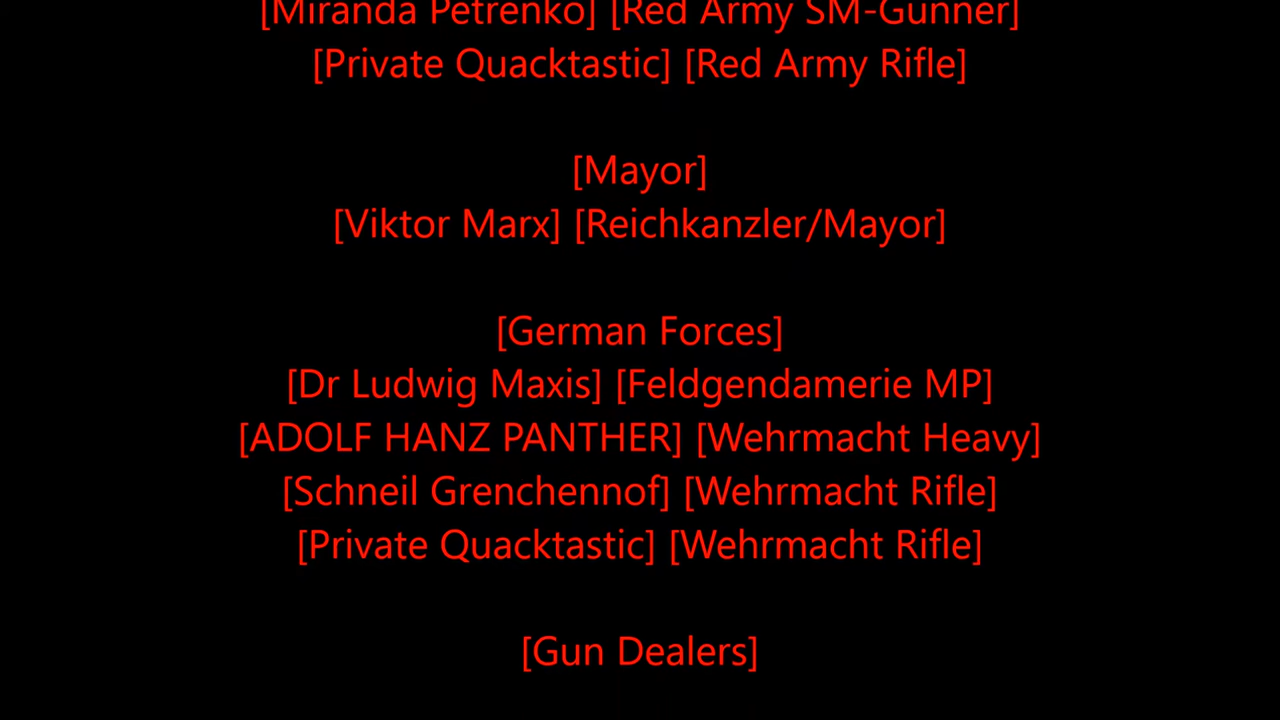 [Miranda Petrenko] [Red Army SM-Gunner]
[Private Quacktastic] [Red Army Rifle]
[Mayor]
[Viktor Marx] [Reichkanzler/Mayor]
[German Forces]
[Dr Ludwig Maxis] [Feldgendamerie MP]
[ADOLF HANZ PANTHER] [Wehrmacht Heavy]
[Schneil Grenchennof] [Wehrmacht Rifle]
[Private Quacktastic] [Wehrmacht Rifle]
[Gun Dealers]